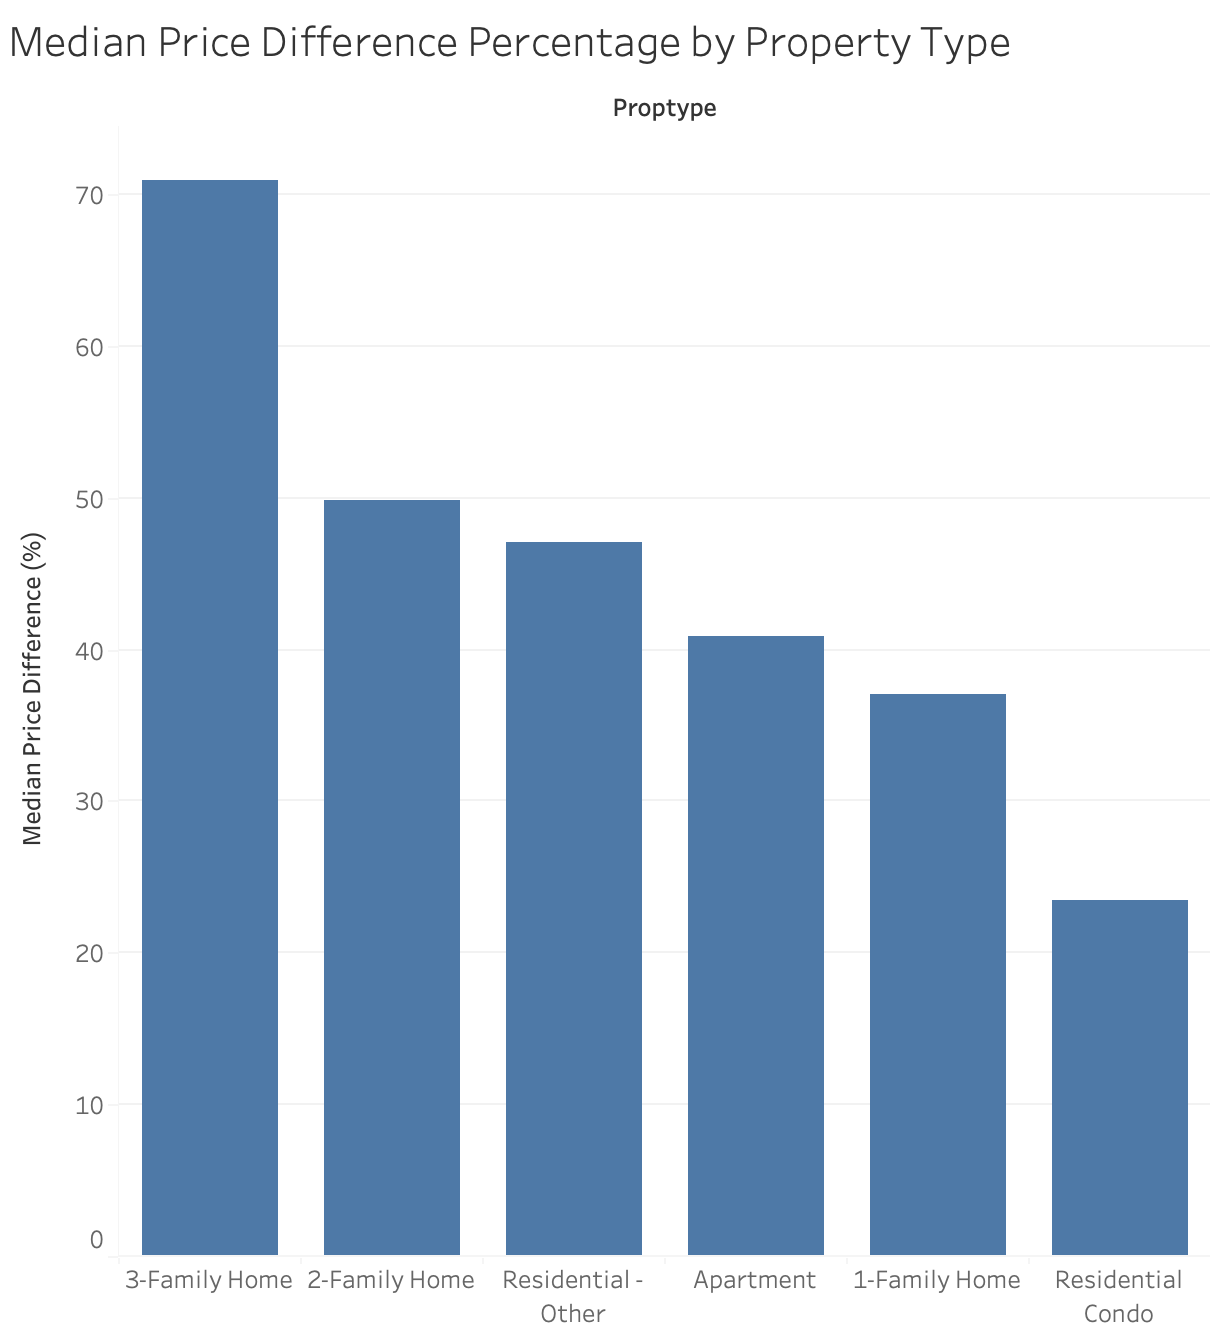 Median Price Difference Percentage by Property Type
Proptype
Median Price Difference (%)
70
60
50
40
30
20
10
0
3-Family Home
2-Family Home
Residential -
Other
Apartment
1-Family Home
Residential
Condo